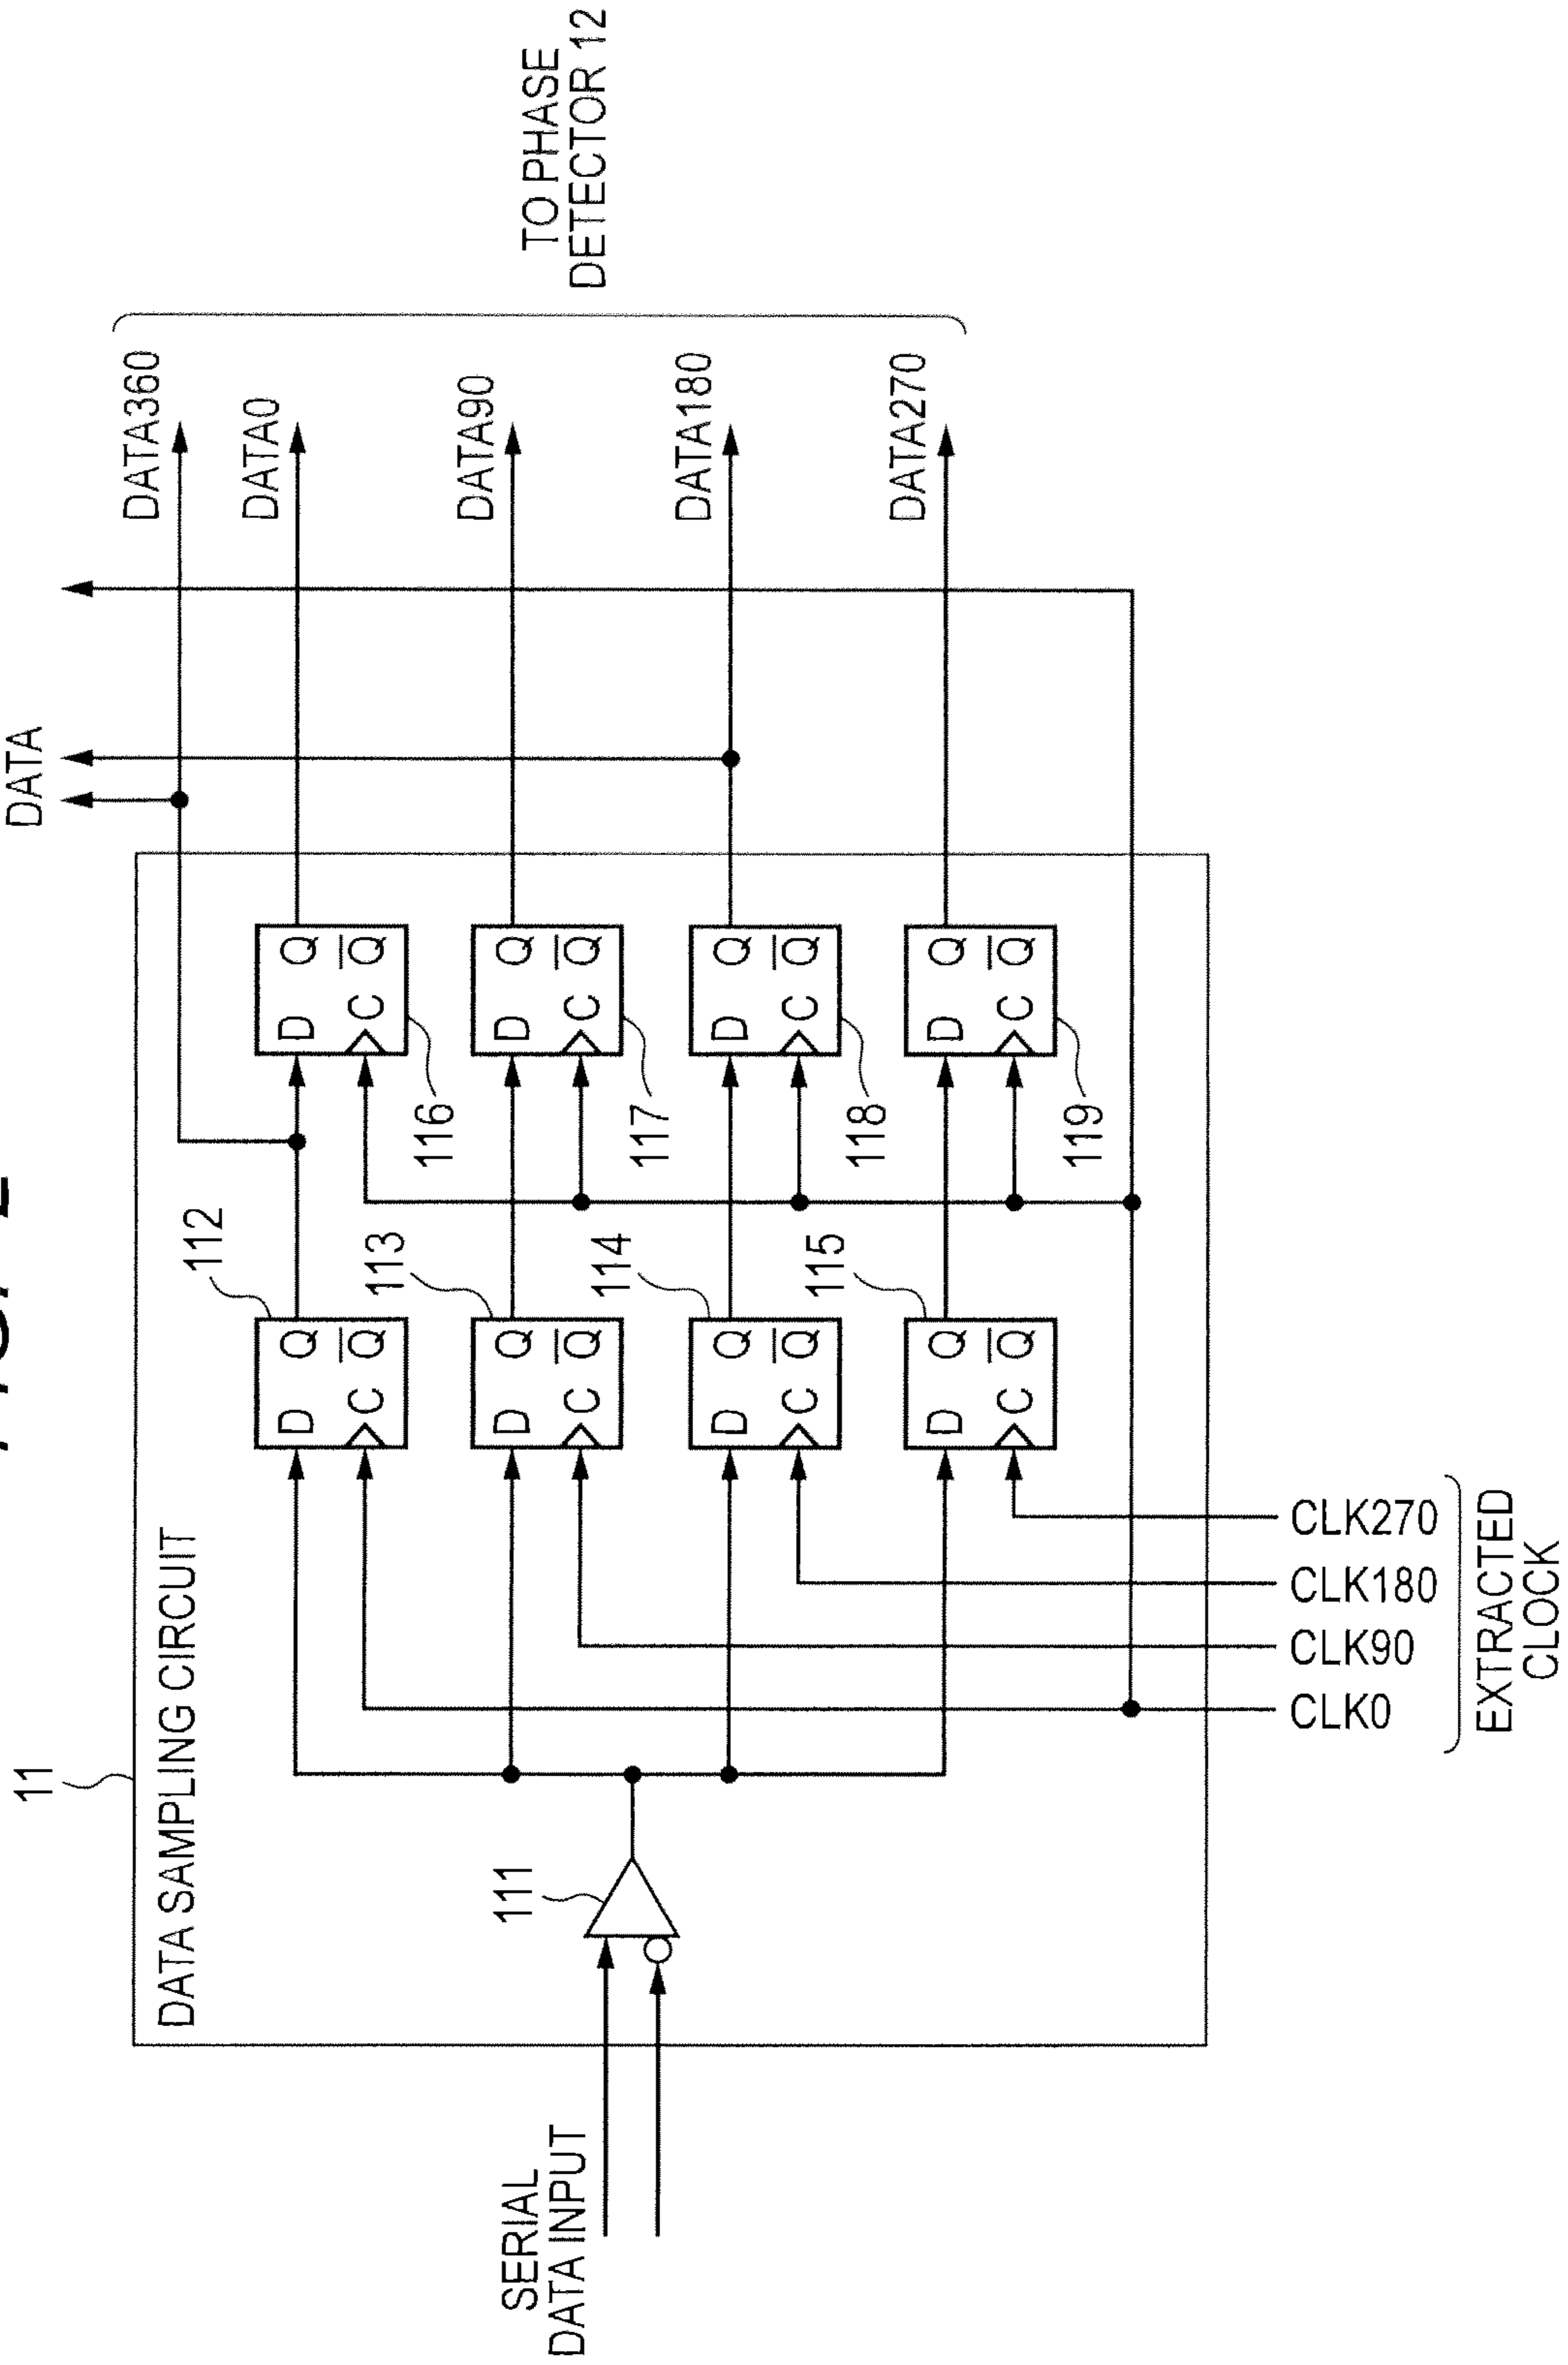 11
DATA SAMPLING CIRCUIT
DATA
SERIAL
DATA INPUT
111
112
D Q
C Q
113
D Q
C Q
114
D Q
C Q
115
D Q
C Q
116
D Q
C Q
117
D Q
C Q
118
D Q
C Q
119
D Q
C Q
DATA360
DATA0
DATA90
DATA180
DATA270
TO PHASE
DETECTOR 12
CLK270
CLK180
CLK90
CLK0
EXTRACTED
CLOCK